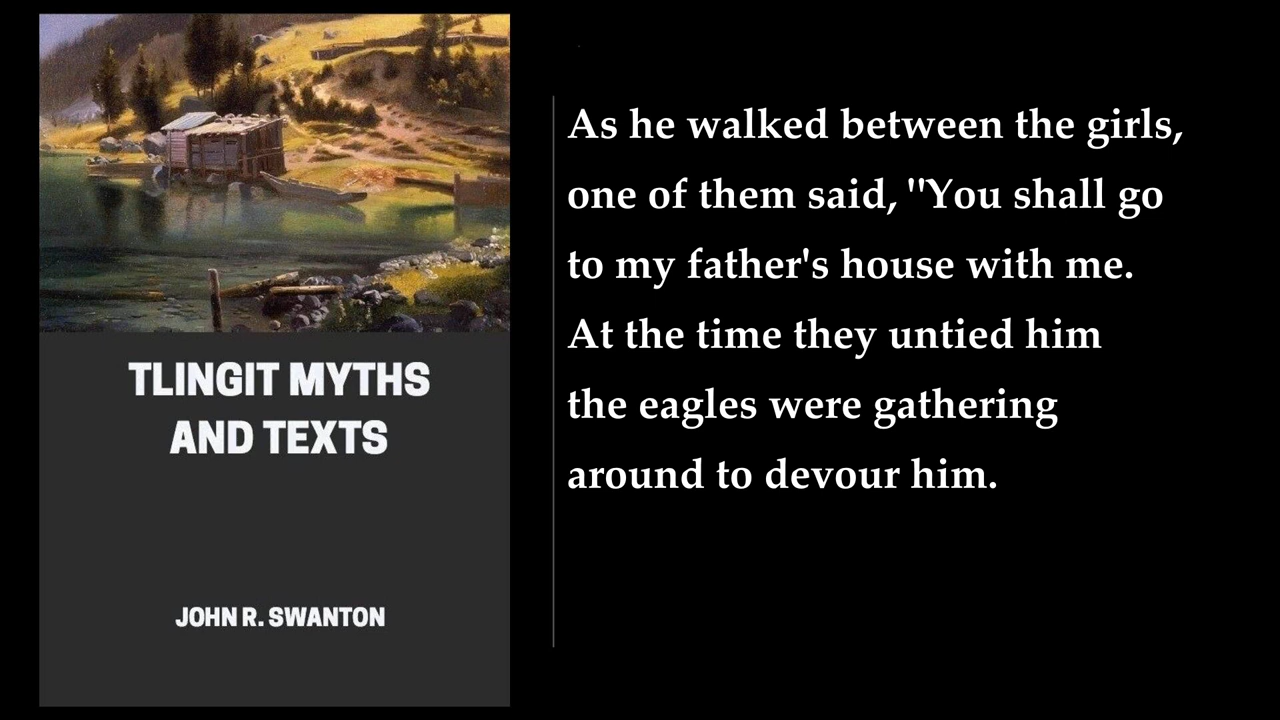 TLINGIT MYTHS
AND TEXTS
JOHN R. SWANTON
As he walked between the girls,
one of them said, "You shall go
to my father's house with me.
At the time they untied him
the eagles were gathering
around to devour him.